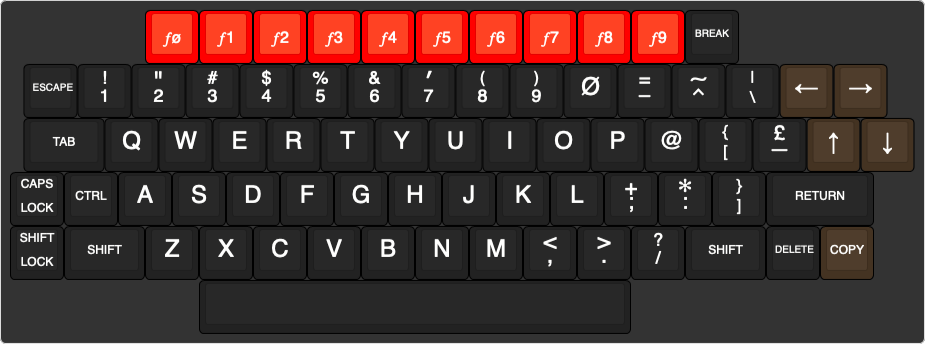 fø f1 f2 f3 f4 f5 f6 f7 f8 f9 BREAK
ESCAPE ! 1 " 2 # 3 $ 4 % 5 & 6 ′ 7 ( 8 ) 9 Ø = – ~ ^ | \ ← →
TAB Q W E R T Y U I O P @ { [ £ — ↑ ↓
CAPS LOCK CTRL A S D F G H J K L + ; * : } ] RETURN
SHIFT LOCK SHIFT Z X C V B N M < , > . ? / SHIFT DELETE COPY